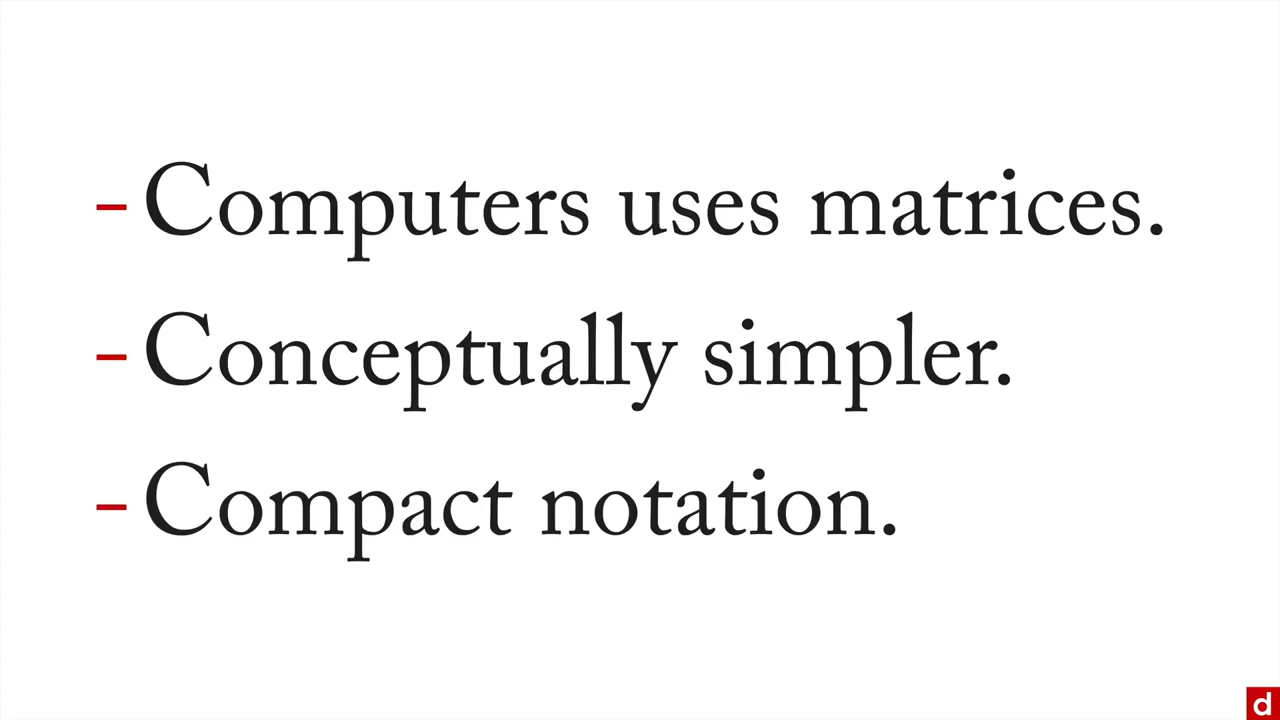 - Computers uses matrices.
- Conceptually simpler.
- Compact notation.
d